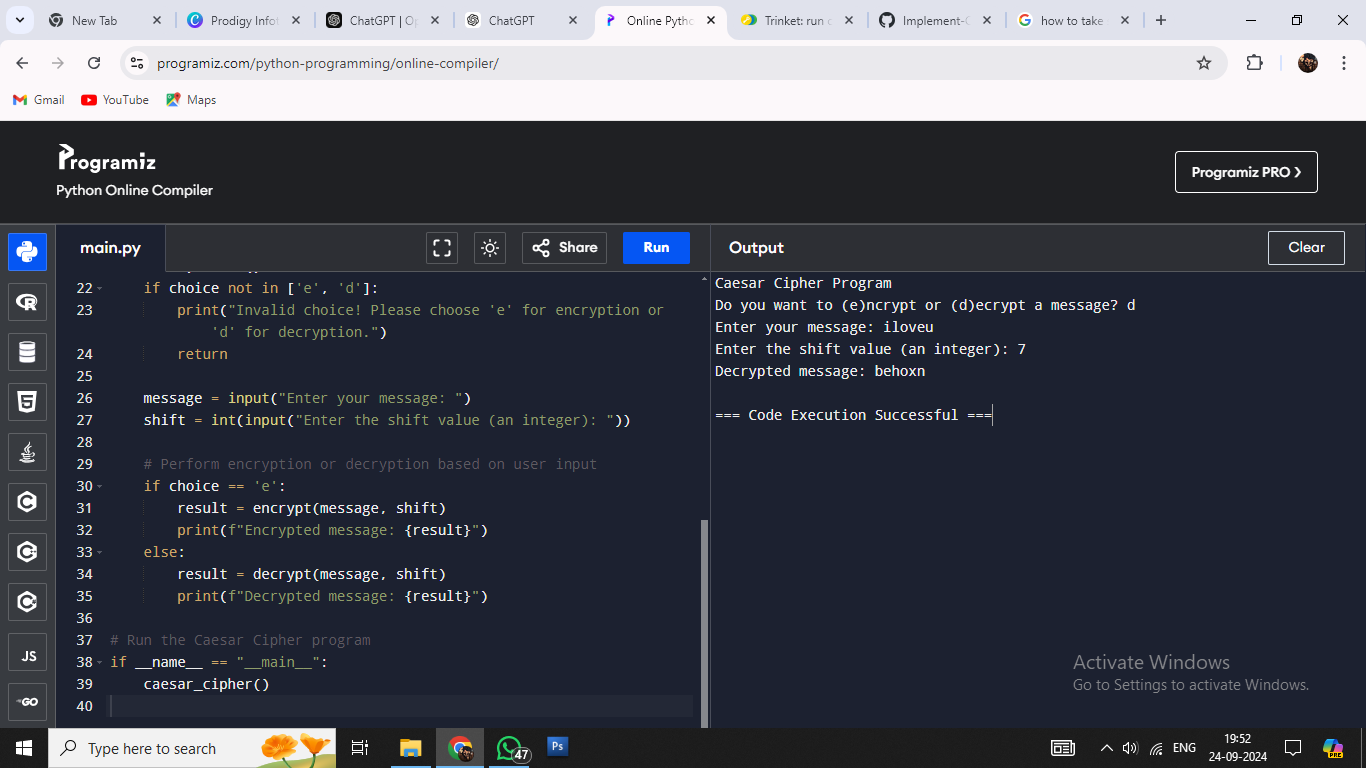 New Tab
Prodigy Infot
ChatGPT | Op
ChatGPT
Online Pytho
Trinket: run c
Implement-C
how to take
programiz.com/python-programming/online-compiler/
Gmail
YouTube
Maps
Programiz
Python Online Compiler
Programiz PRO ❯
main.py
Share
Run
Output
Clear
22 if choice not in ['e', 'd']:
23 print("Invalid choice! Please choose 'e' for encryption or
'd' for decryption.")
24 return
25
26 message = input("Enter your message: ")
27 shift = int(input("Enter the shift value (an integer): "))
28
29 # Perform encryption or decryption based on user input
30 if choice == 'e':
31 result = encrypt(message, shift)
32 print(f"Encrypted message: {result}")
33 else:
34 result = decrypt(message, shift)
35 print(f"Decrypted message: {result}")
36
37 # Run the Caesar Cipher program
38 if __name__ == "__main__":
39 caesar_cipher()
40
Caesar Cipher Program
Do you want to (e)ncrypt or (d)ecrypt a message? d
Enter your message: iloveu
Enter the shift value (an integer): 7
Decrypted message: behoxn
=== Code Execution Successful ===
JS
GO
Activate Windows
Go to Settings to activate Windows.
Type here to search
47
Ps
ENG
19:52
24-09-2024
PRE